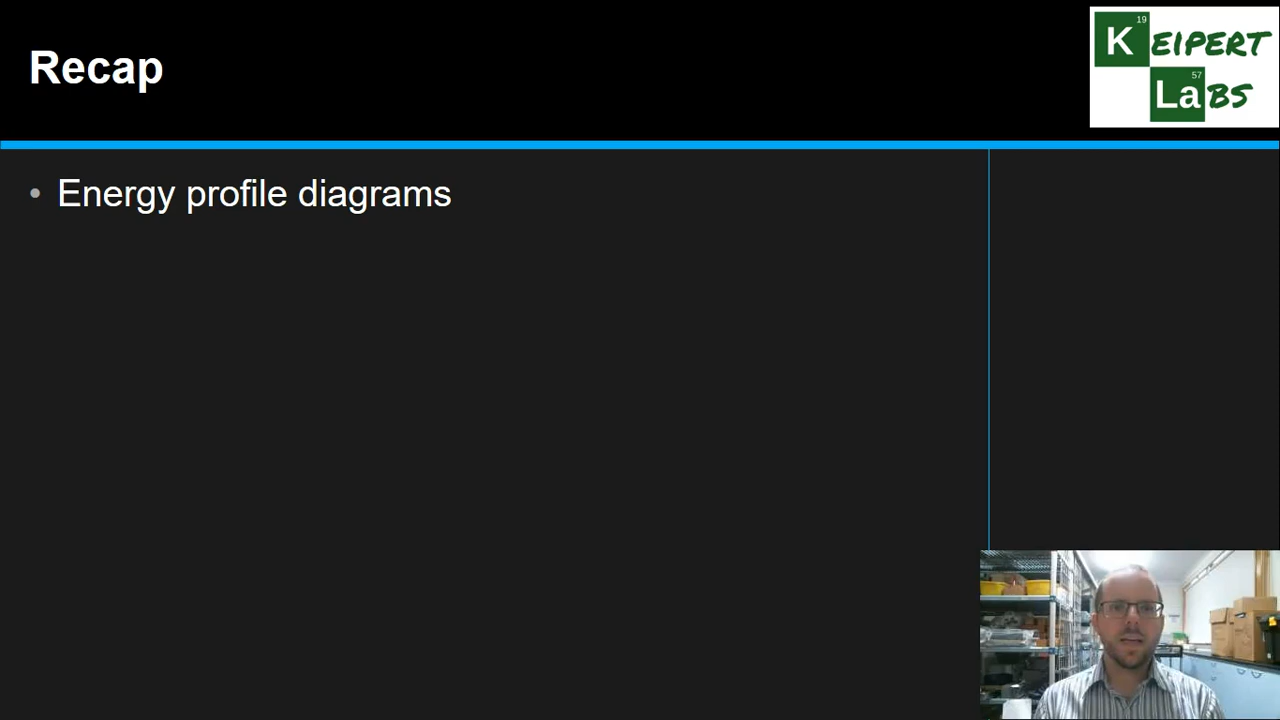 Recap
19
K EIPERT
57
La BS
• Energy profile diagrams